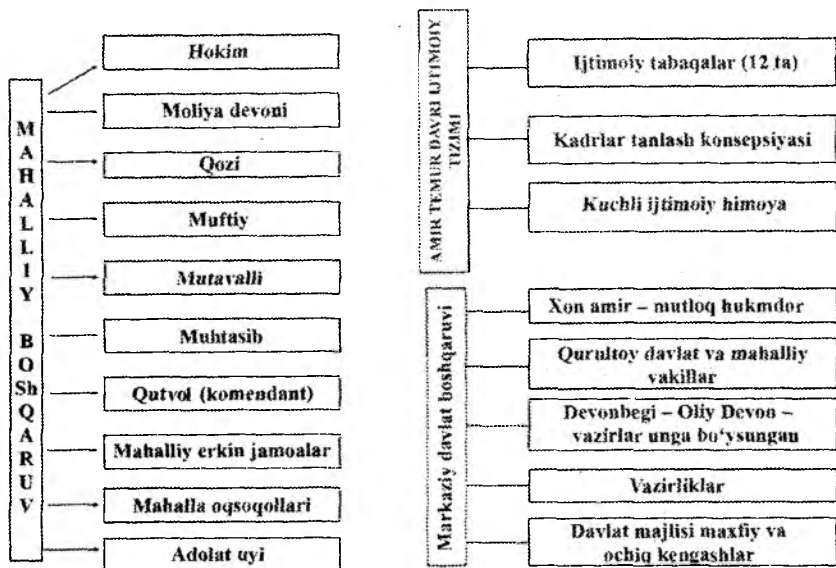 MAHALLIY BOShQARUV
Hokim
Moliya devoni
Qozi
Muftiy
Mutavalli
Muhtasib
Qutvol (komendant)
Mahalliy erkin jamoalar
Mahalla oqsoqollari
Adolat uyi
AMIR TEMUR DAVRI IJTIMOIY
TIZIMI
Ijtimoiy tabaqalar (12 ta)
Kadrlar tanlash konsepsiyasi
Kuchli ijtimoiy himoya
Markaziy davlat boshqaruvi
Xon amir – mutloq hukmdor
Qurultoy davlat va mahalliy
vakillar
Devonbegi – Oliy Devon –
vazirlar unga bo‘ysungan
Vazirliklar
Davlat majlisi maxfiy va
ochiq kengashlar